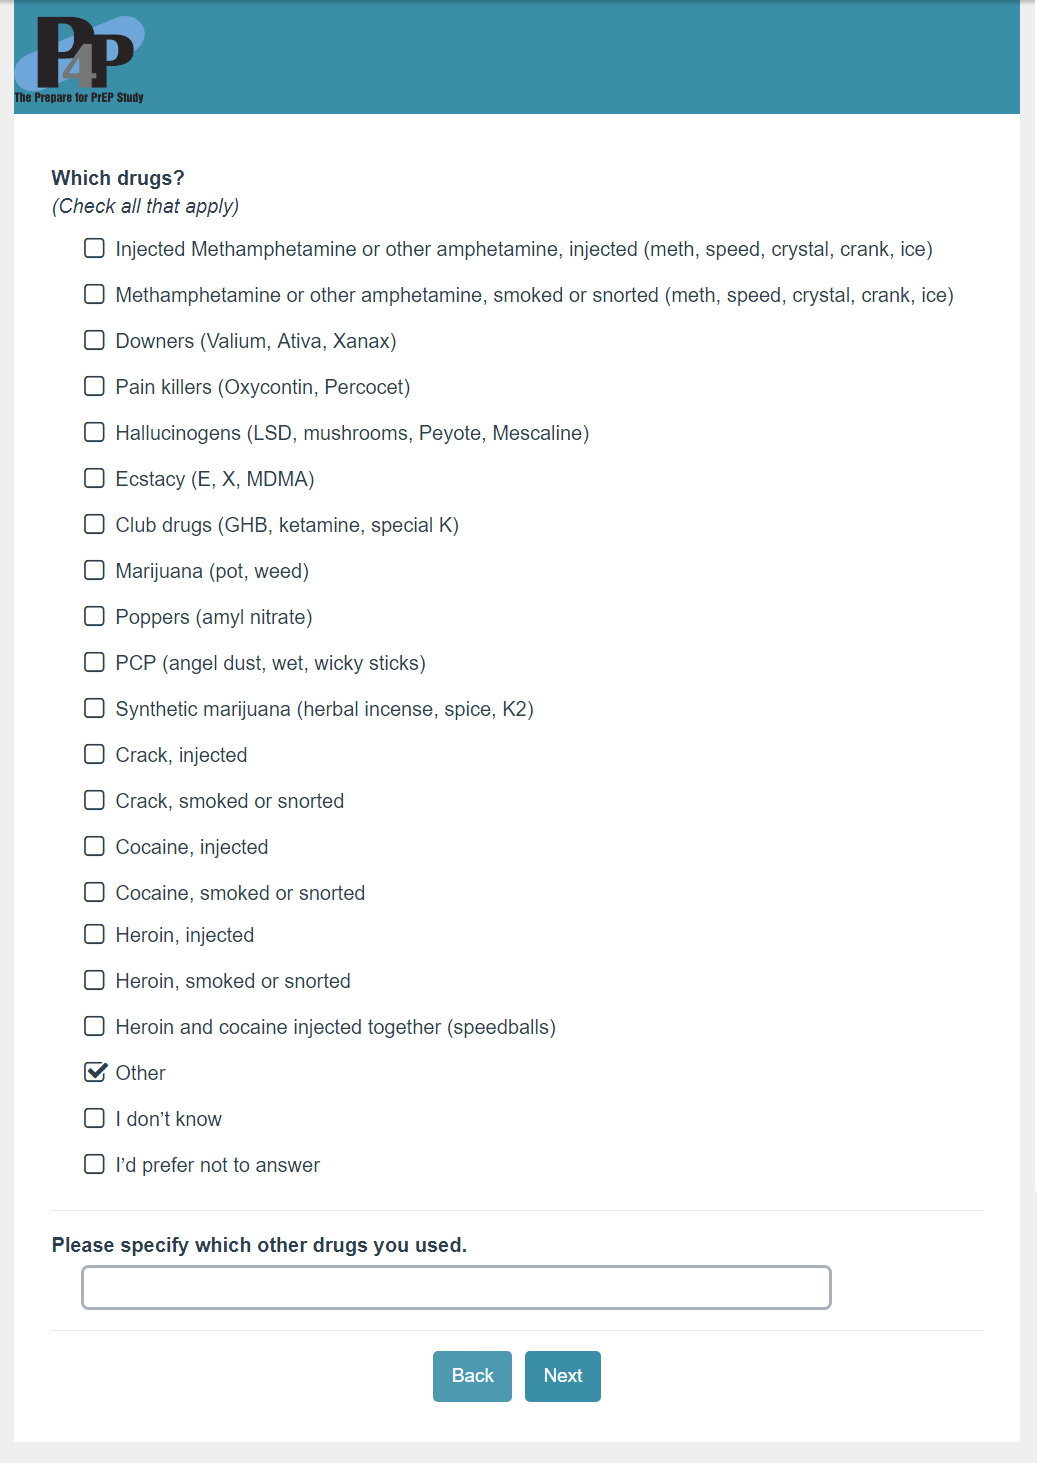 P4P
The Prepare for PrEP Study
Which drugs?
(Check all that apply)
Injected Methamphetamine or other amphetamine, injected (meth, speed, crystal, crank, ice)
Methamphetamine or other amphetamine, smoked or snorted (meth, speed, crystal, crank, ice)
Downers (Valium, Ativa, Xanax)
Pain killers (Oxycontin, Percocet)
Hallucinogens (LSD, mushrooms, Peyote, Mescaline)
Ecstacy (E, X, MDMA)
Club drugs (GHB, ketamine, special K)
Marijuana (pot, weed)
Poppers (amyl nitrate)
PCP (angel dust, wet, wicky sticks)
Synthetic marijuana (herbal incense, spice, K2)
Crack, injected
Crack, smoked or snorted
Cocaine, injected
Cocaine, smoked or snorted
Heroin, injected
Heroin, smoked or snorted
Heroin and cocaine injected together (speedballs)
Other
I don’t know
I’d prefer not to answer
Please specify which other drugs you used.
Back Next